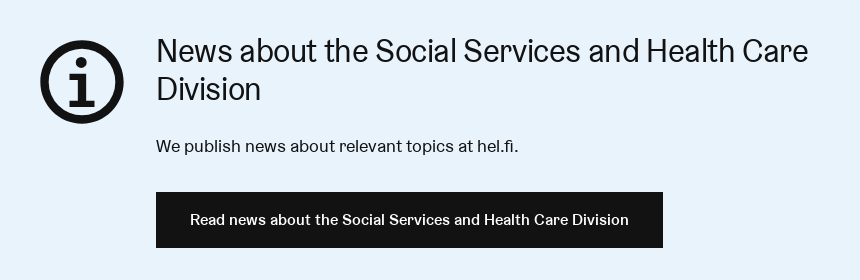 News about the Social Services and Health Care
Division
We publish news about relevant topics at hel.fi.
Read news about the Social Services and Health Care Division